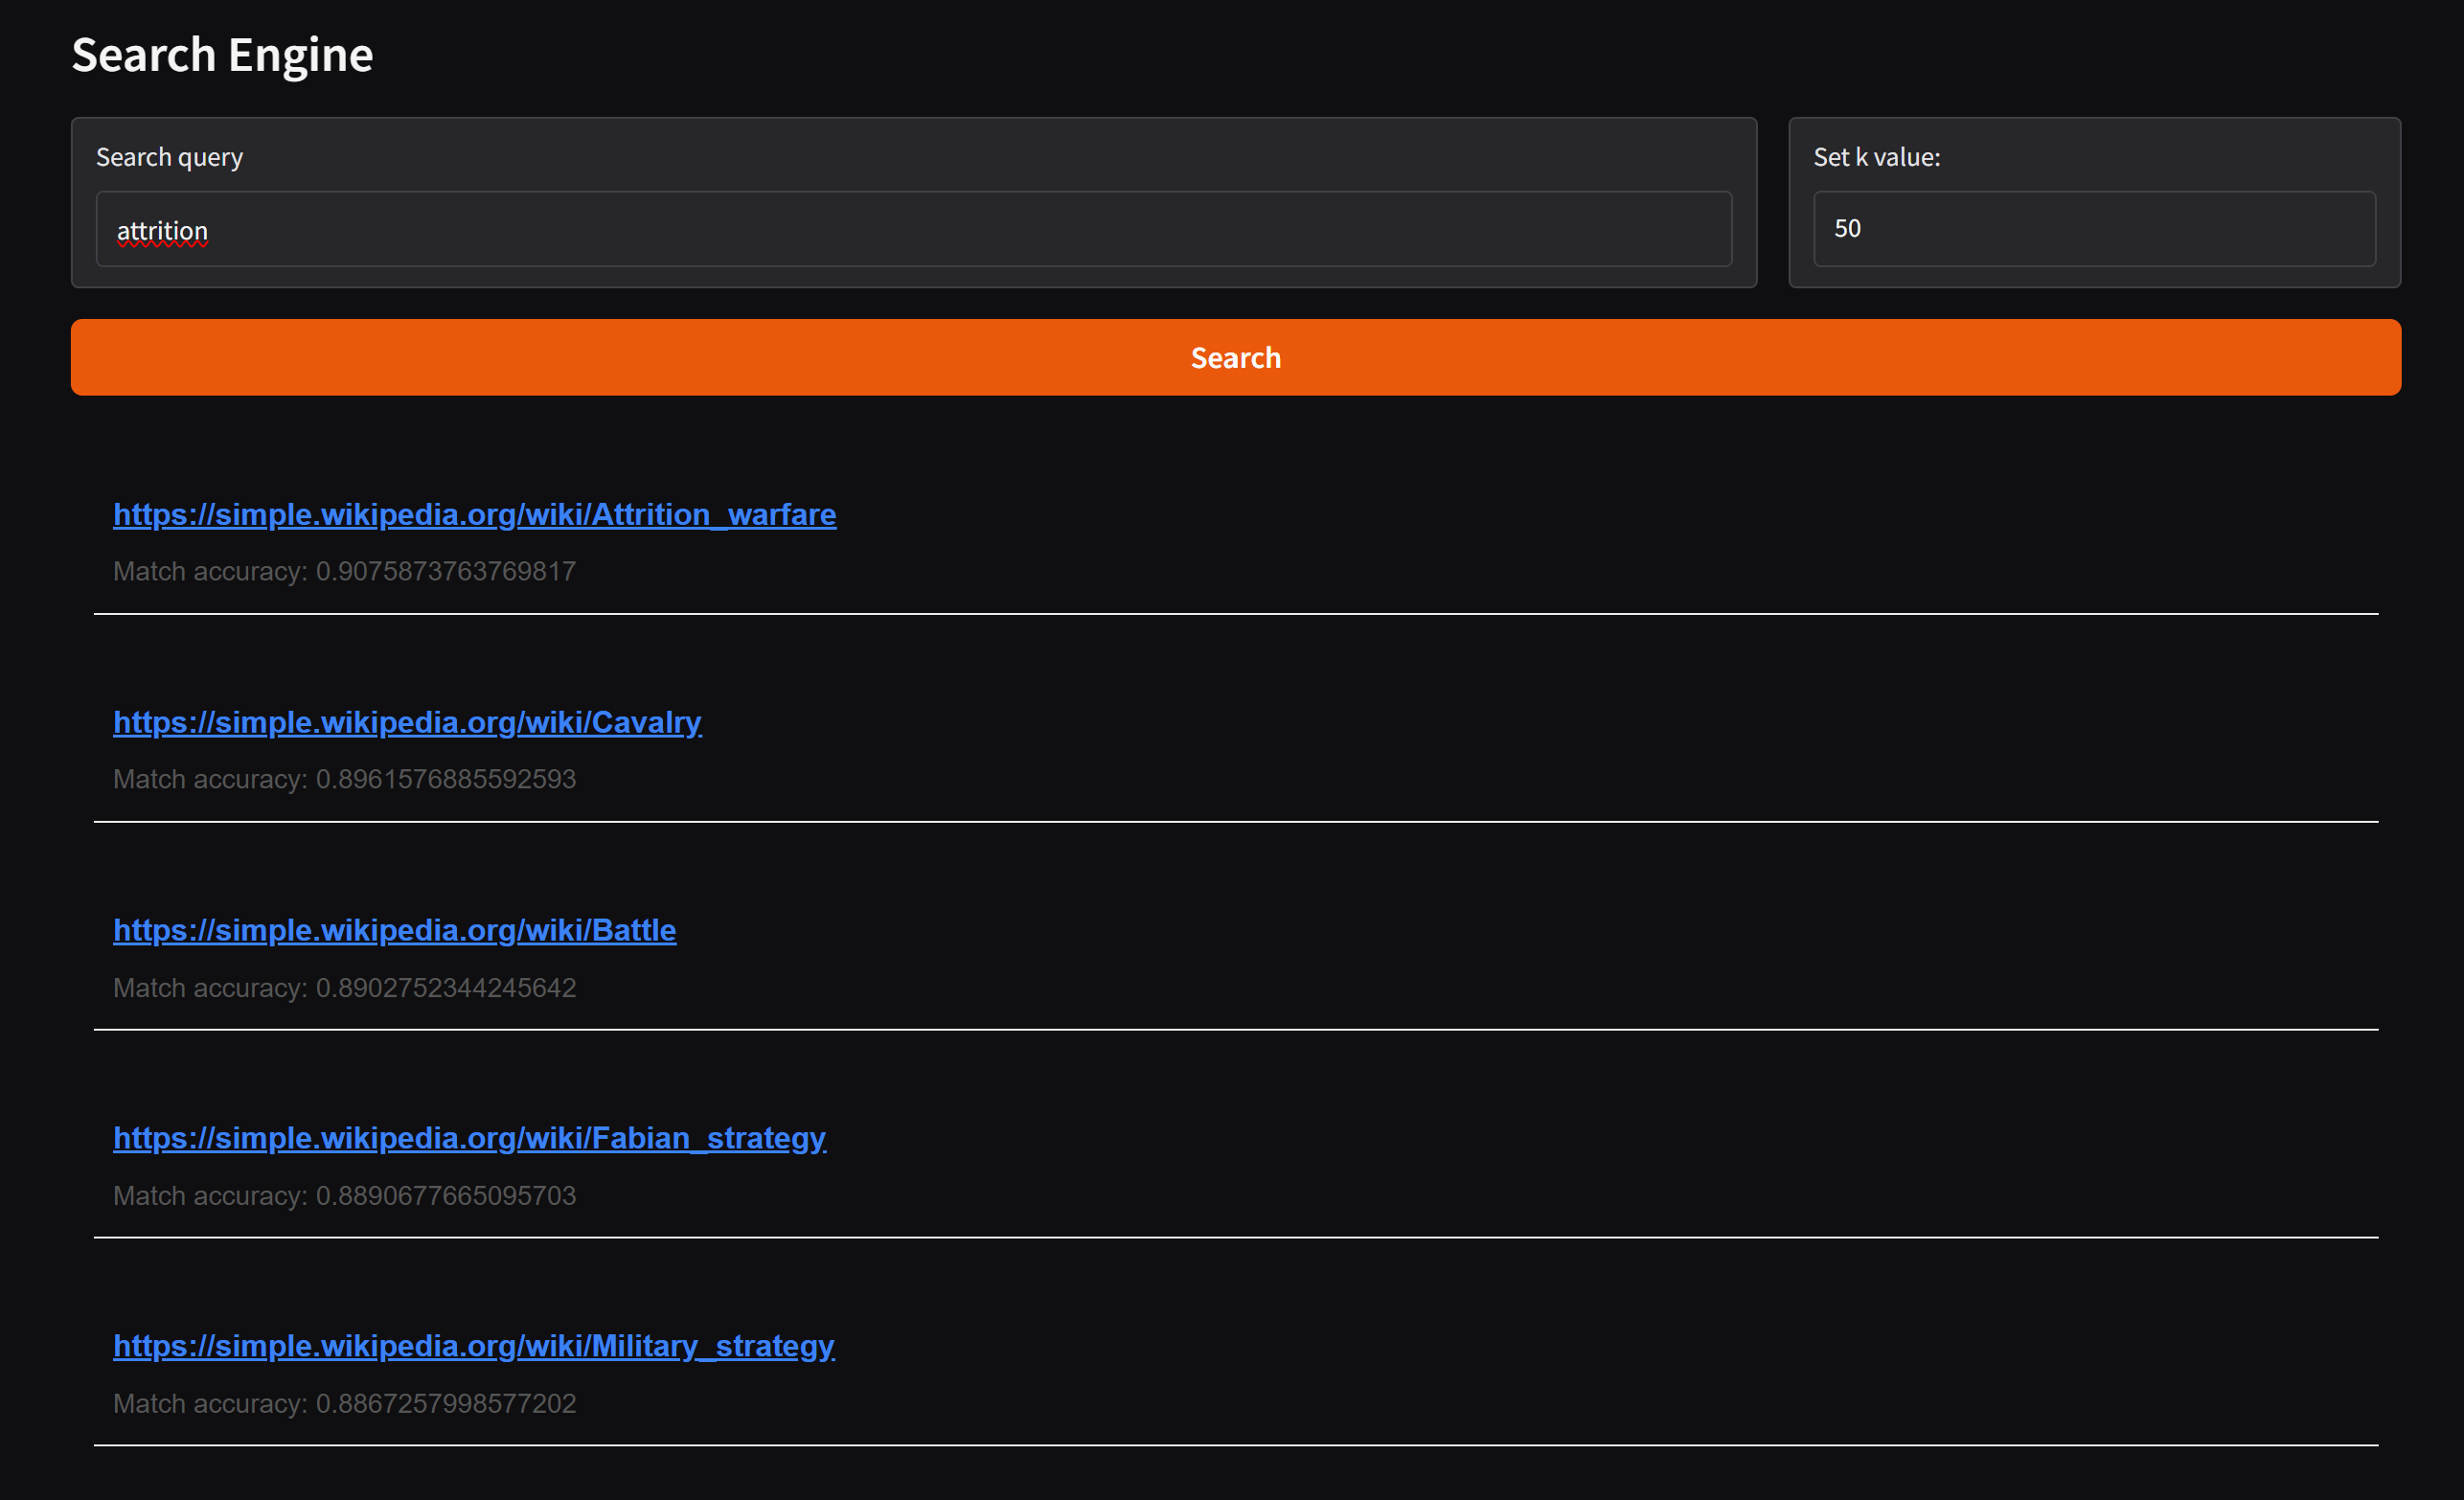 Search Engine
Search query
Set k value:
attrition
50
Search
https://simple.wikipedia.org/wiki/Attrition_warfare
Match accuracy: 0.9075873763769817
https://simple.wikipedia.org/wiki/Cavalry
Match accuracy: 0.8961576885592593
https://simple.wikipedia.org/wiki/Battle
Match accuracy: 0.8902752344245642
https://simple.wikipedia.org/wiki/Fabian_strategy
Match accuracy: 0.8890677665095703
https://simple.wikipedia.org/wiki/Military_strategy
Match accuracy: 0.8867257998577202